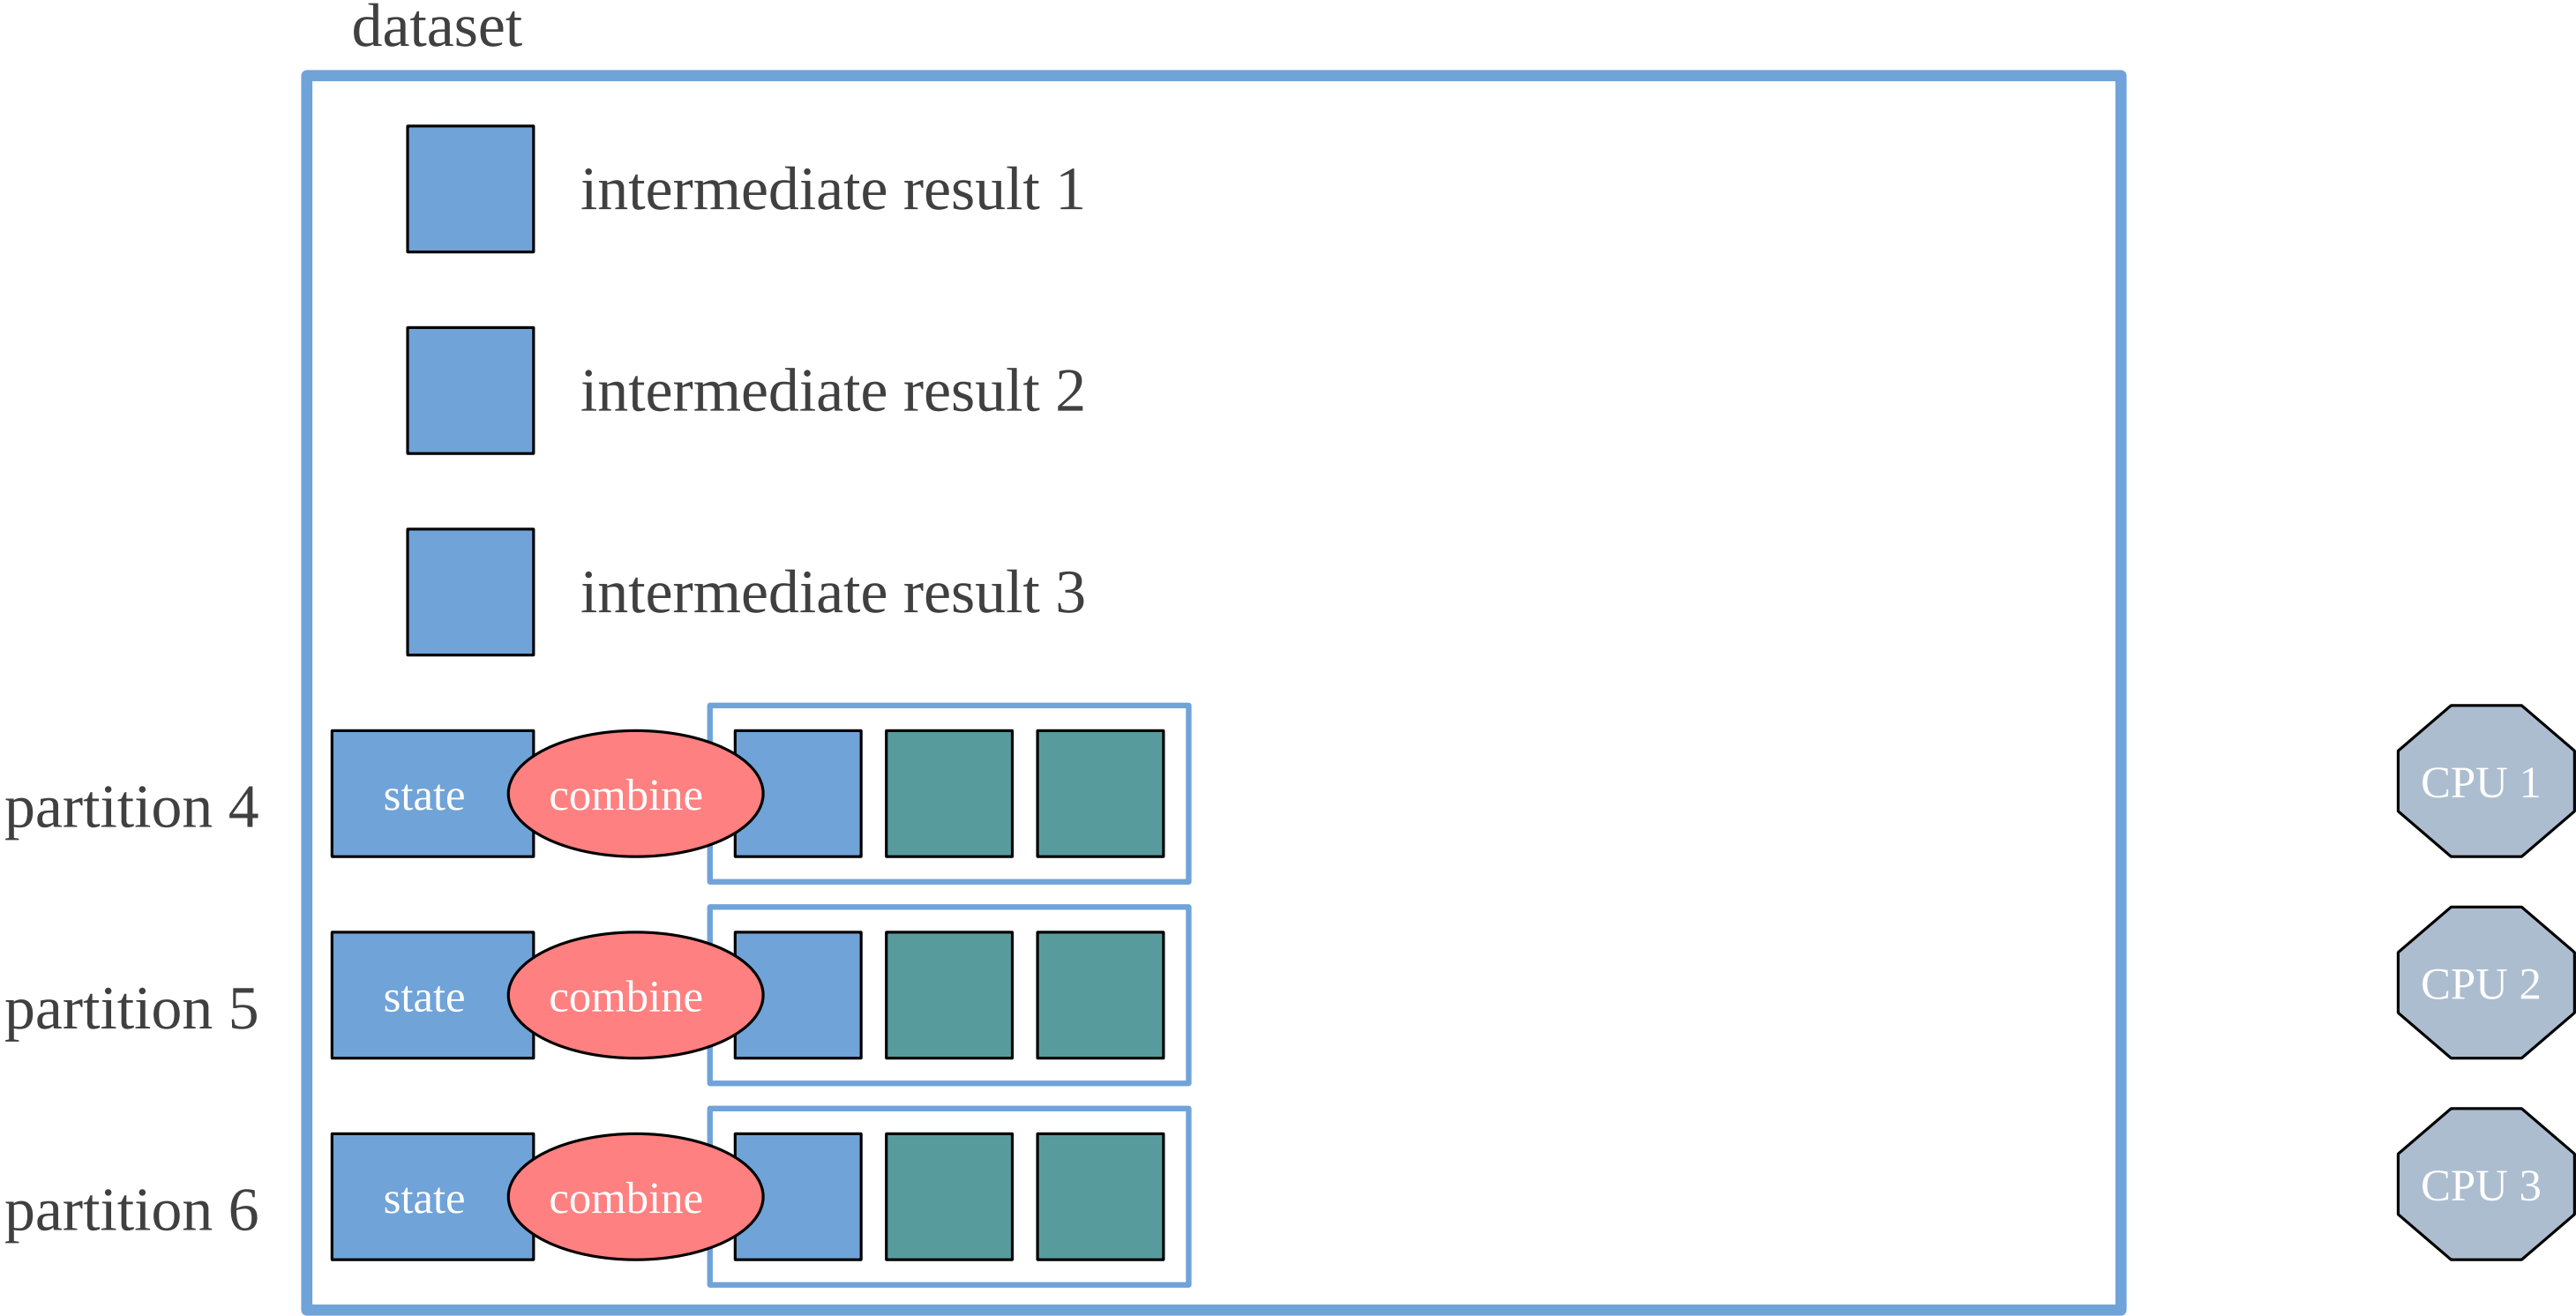 dataset
intermediate result 1
intermediate result 2
intermediate result 3
partition 4 state combine CPU 1
partition 5 state combine CPU 2
partition 6 state combine CPU 3